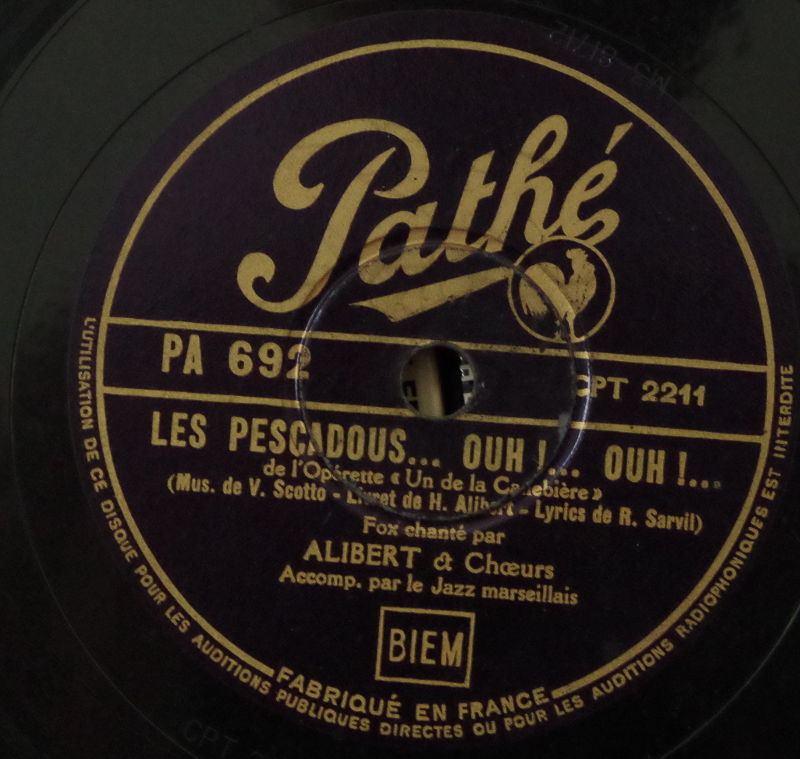 Pathé
PA 692
CPT 2211
LES PESCADOUS... OUH !... OUH !...
de l'Opérette « Un de la Canebière »
(Mus. de V. Scotto - Livret de H. Alibert - Lyrics de R. Sarvil)
Fox chanté par
ALIBERT & Chœurs
Accomp. par le Jazz marseillais
BIEM
FABRIQUÉ EN FRANCE
L'UTILISATION DE CE DISQUE POUR LES AUDITIONS PUBLIQUES DIRECTES OU POUR LES AUDITIONS RADIOPHONIQUES EST INTERDITE
CPT